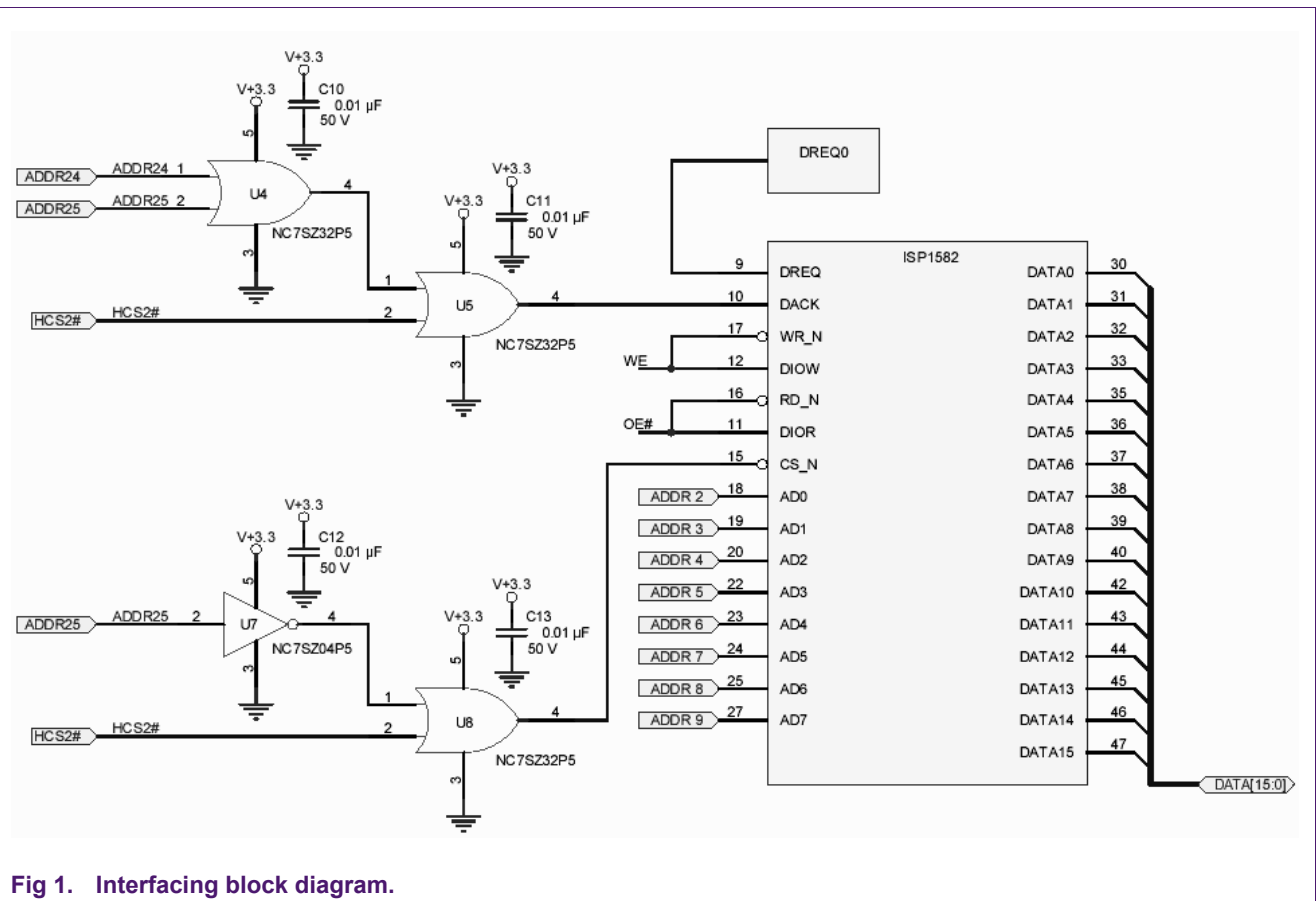 V+3.3
C10
V+3.3
0.01 µF
50 V
5
ADDR24 ADDR24 1
4
U4
ADDR25 ADDR25 2
NC7SZ32P5
3
V+3.3
C11
V+3.3
0.01 µF
50 V
5
1
U5
4
HCS2# HCS2# 2
NC7SZ32P5
3
DREQ0
ISP1582
9 DREQ DATA0 30
10 DACK DATA1 31
17 WR_N DATA2 32
WE 12 DIOW DATA3 33
16 RD_N DATA4 35
OE# 11 DIOR DATA5 36
15 CS_N DATA6 37
ADDR 2 18 AD0 DATA7 38
ADDR 3 19 AD1 DATA8 39
ADDR 4 20 AD2 DATA9 40
ADDR 5 22 AD3 DATA10 42
ADDR 6 23 AD4 DATA11 43
ADDR 7 24 AD5 DATA12 44
ADDR 8 25 AD6 DATA13 45
ADDR 9 27 AD7 DATA14 46
DATA15 47
DATA[15:0]
V+3.3
C12
V+3.3
0.01 µF
50 V
5
ADDR25 ADDR25 2
U7
4
NC7SZ04P5
3
V+3.3
C13
V+3.3
0.01 µF
50 V
5
1
U8
4
HCS2# HCS2# 2
NC7SZ32P5
3
Fig 1. Interfacing block diagram.